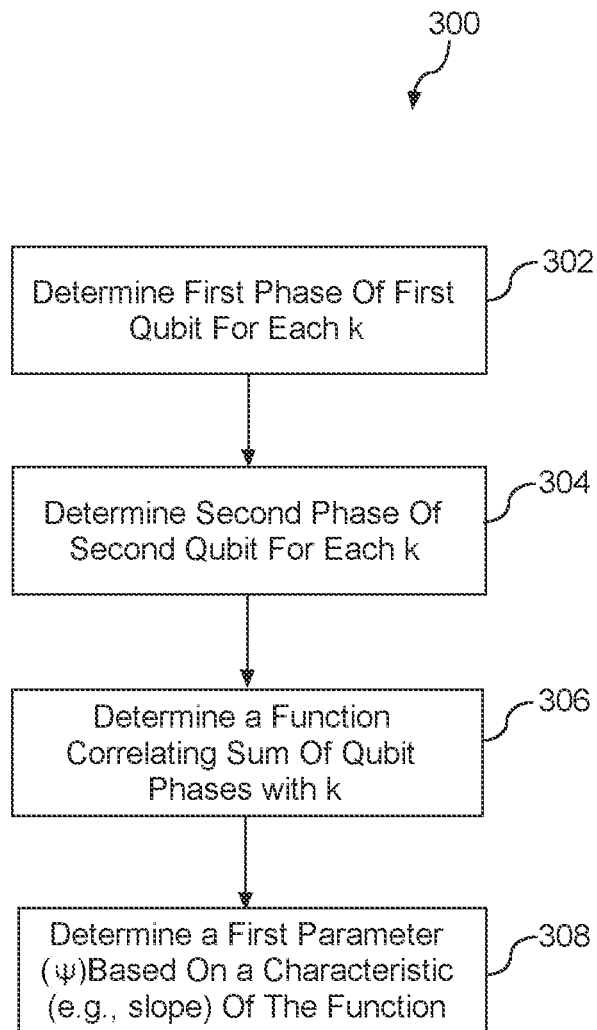 300
Determine First Phase Of First
Qubit For Each k
302
Determine Second Phase Of
Second Qubit For Each k
304
Determine a Function
Correlating Sum Of Qubit
Phases with k
306
Determine a First Parameter
(ψ)Based On a Characteristic
(e.g., slope) Of The Function
308